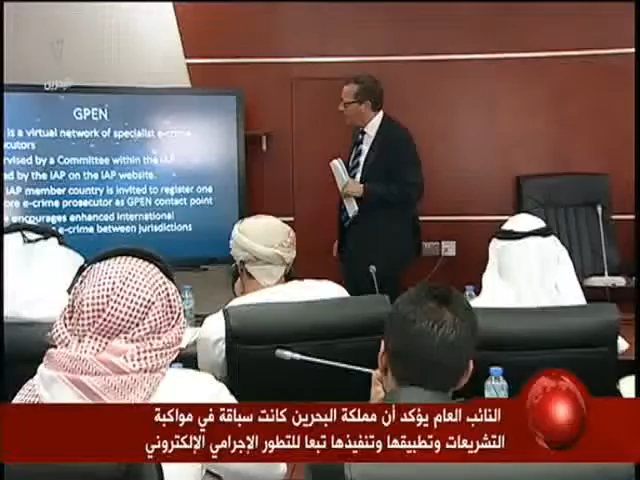 البحرين
GPEN
is a virtual network of specialist e-crime
ecutors
rvised by a Committee within the IAP
ed by the IAP on the IAP website.
IAP member country is invited to register one
ore e-crime prosecutor as GPEN contact point
e encourages enhanced international
e-crime between jurisdictions
النائب العام يؤكد أن مملكة البحرين كانت سباقة في مواكبة
التشريعات وتطبيقها وتنفيذها تبعا للتطور الإجرامي الإلكتروني